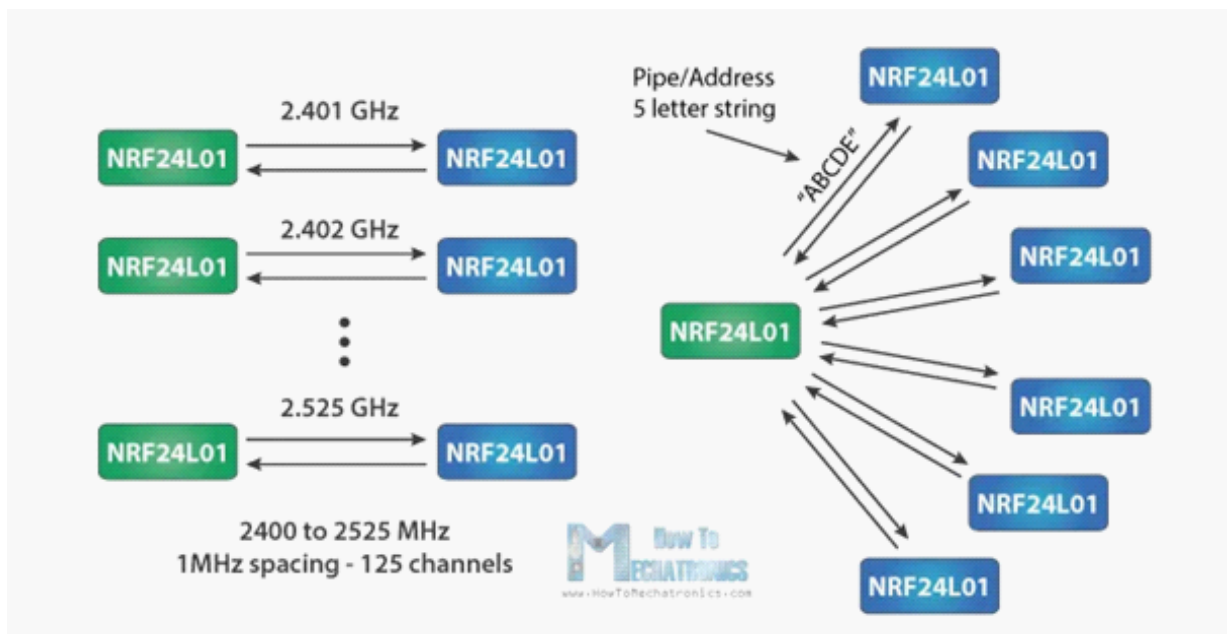 2.401 GHz
NRF24L01
NRF24L01
2.402 GHz
NRF24L01
NRF24L01
2.525 GHz
NRF24L01
NRF24L01
2400 to 2525 MHz
1MHz spacing - 125 channels
Pipe/Address
5 letter string
"ABCDE"
NRF24L01
NRF24L01
NRF24L01
NRF24L01
NRF24L01
NRF24L01
NRF24L01
How To
MECHATRONICS
www.HowToMechatronics.com